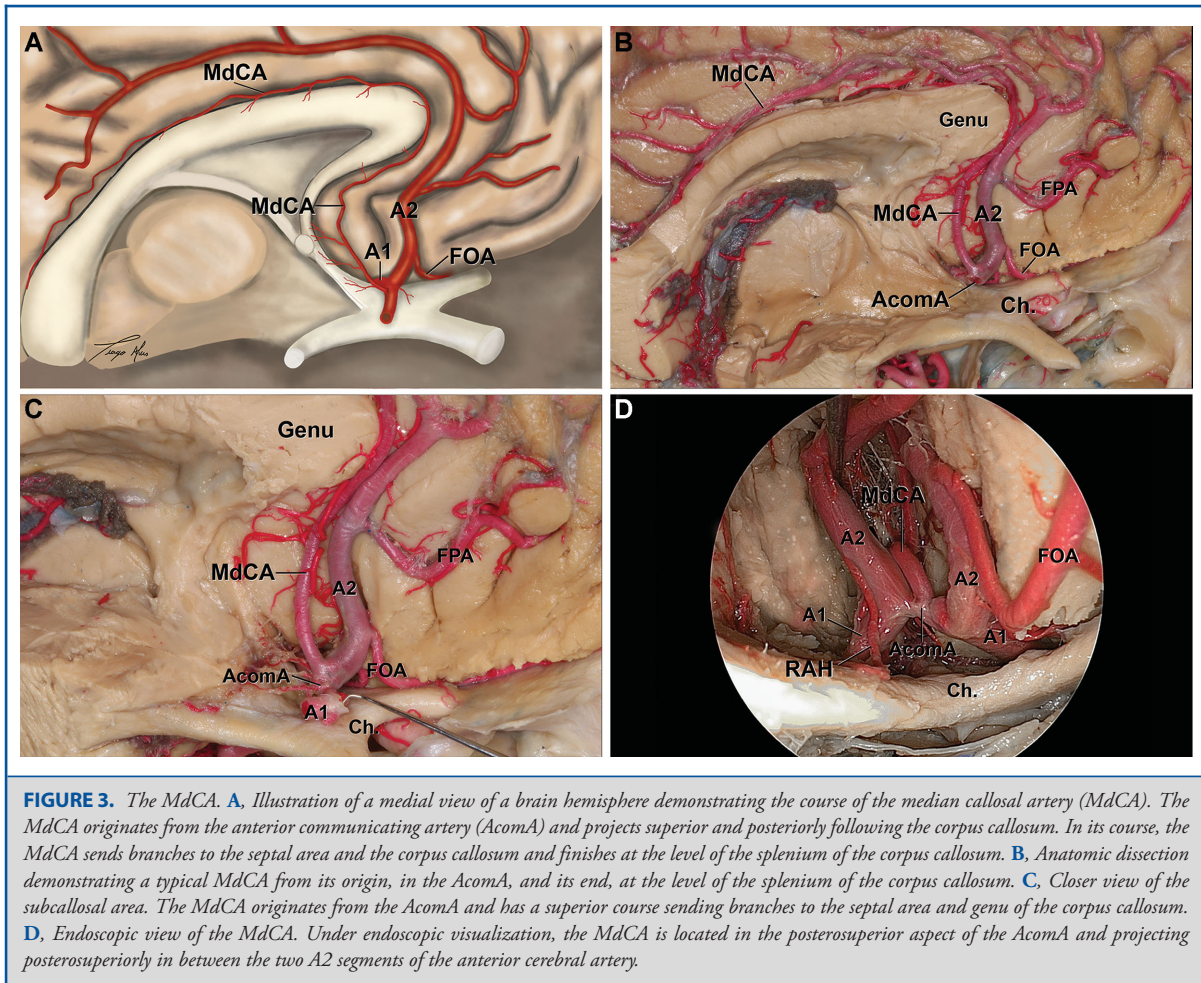 A
MdCA
MdCA
A2
A1
FOA
B
MdCA
Genu
FPA
MdCA
A2
FOA
AcomA
Ch.
C
Genu
FPA
MdCA
A2
AcomA
FOA
A1
Ch.
D
MdCA
A2
FOA
A2
A1
A1
AcomA
RAH
Ch.
FIGURE 3. The MdCA. A, Illustration of a medial view of a brain hemisphere demonstrating the course of the median callosal artery (MdCA). The
MdCA originates from the anterior communicating artery (AcomA) and projects superior and posteriorly following the corpus callosum. In its course, the
MdCA sends branches to the septal area and the corpus callosum and finishes at the level of the splenium of the corpus callosum. B, Anatomic dissection
demonstrating a typical MdCA from its origin, in the AcomA, and its end, at the level of the splenium of the corpus callosum. C, Closer view of the
subcallosal area. The MdCA originates from the AcomA and has a superior course sending branches to the septal area and genu of the corpus callosum.
D, Endoscopic view of the MdCA. Under endoscopic visualization, the MdCA is located in the posterosuperior aspect of the AcomA and projecting
posterosuperiorly in between the two A2 segments of the anterior cerebral artery.